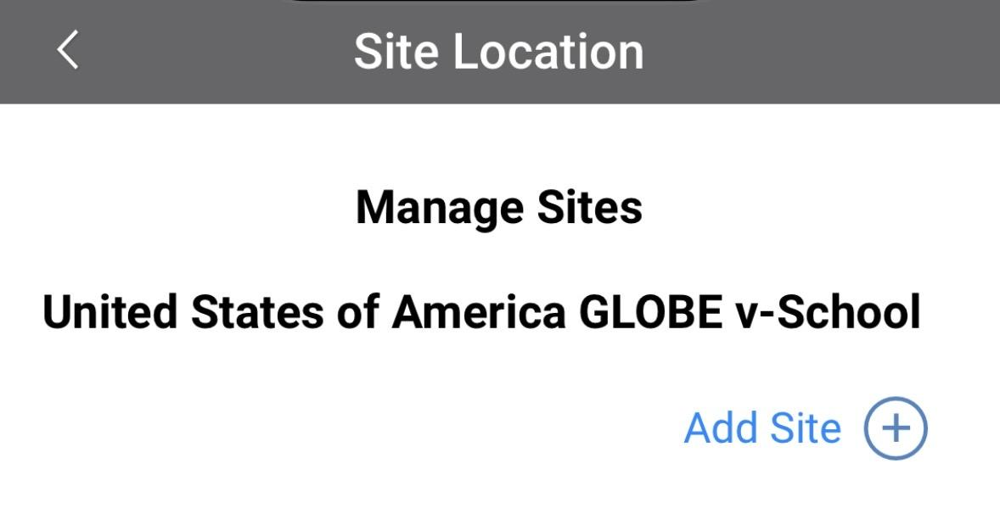 Site Location
Manage Sites
United States of America GLOBE v-School
Add Site